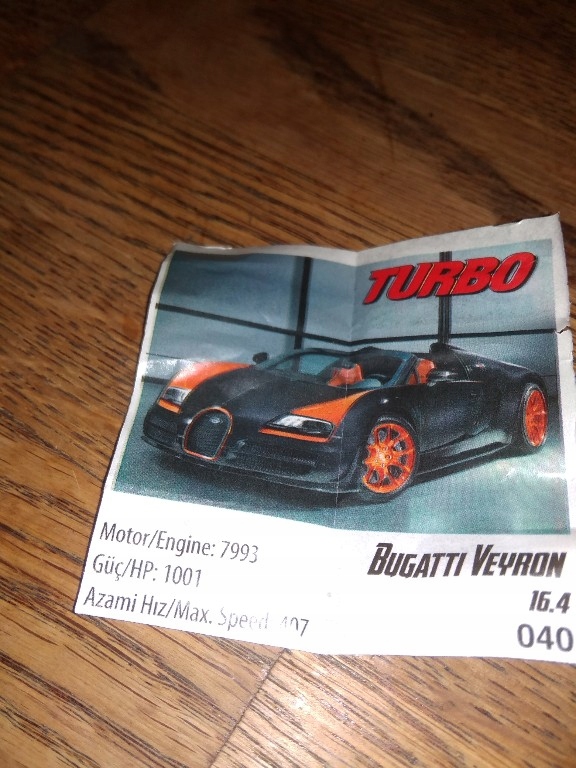 TURBO
Motor/Engine: 7993
Güç/HP: 1001
Azami Hız/Max. Speed: 407
BUGATTI VEYRON
16.4
040